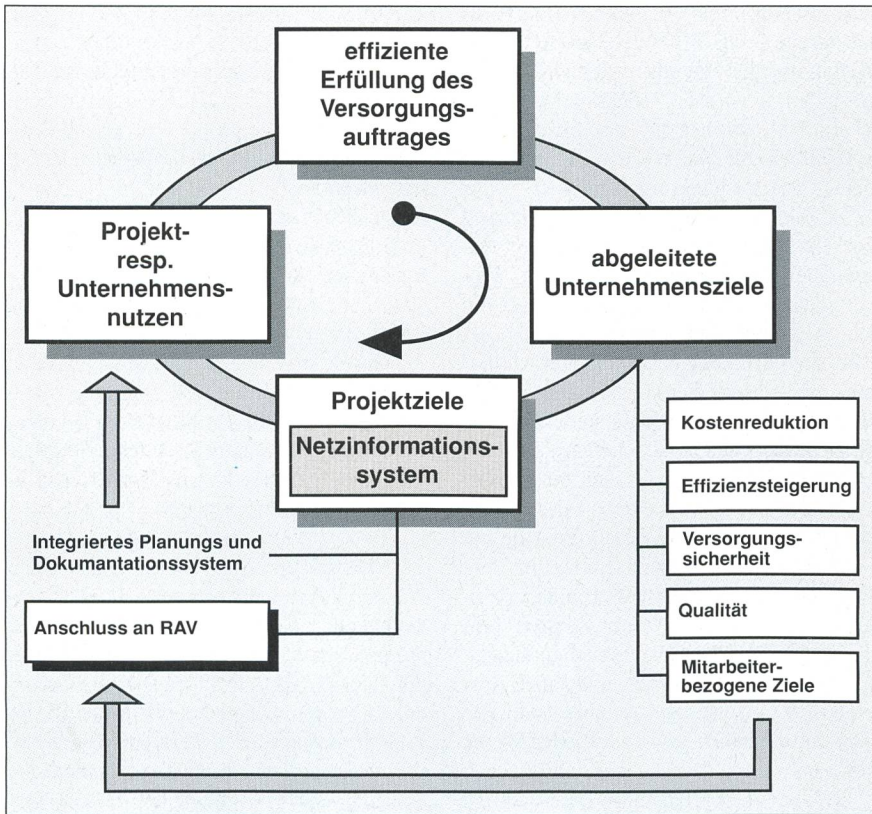 effiziente
Erfüllung des
Versorgungs-
auftrages
Projekt-
resp.
Unternehmens-
nutzen
abgeleitete
Unternehmensziele
Projektziele
Netzinformations-
system
Kostenreduktion
Effizienzsteigerung
Versorgungs-
sicherheit
Qualität
Mitarbeiter-
bezogene Ziele
Integriertes Planungs und
Dokumantationssystem
Anschluss an RAV